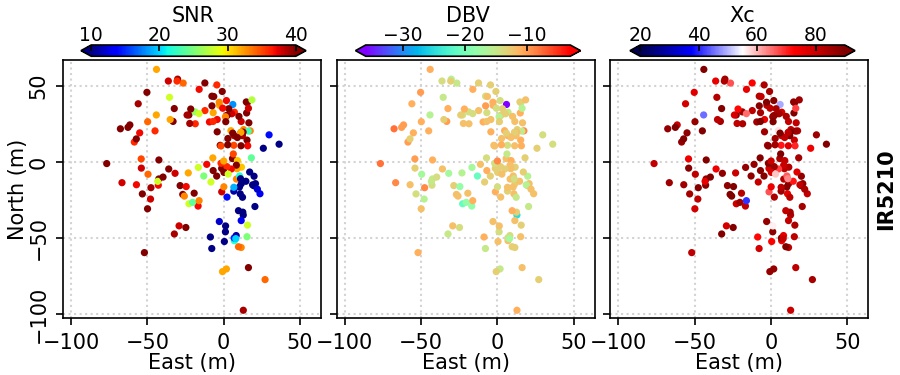 SNR DBV Xc
10 20 30 40 −30 −20 −10 20 40 60 80
50
0
−50
−100
North (m)
IR5210
−100 −50 0 50 −100 −50 0 50 −100 −50 0 50
East (m) East (m) East (m)